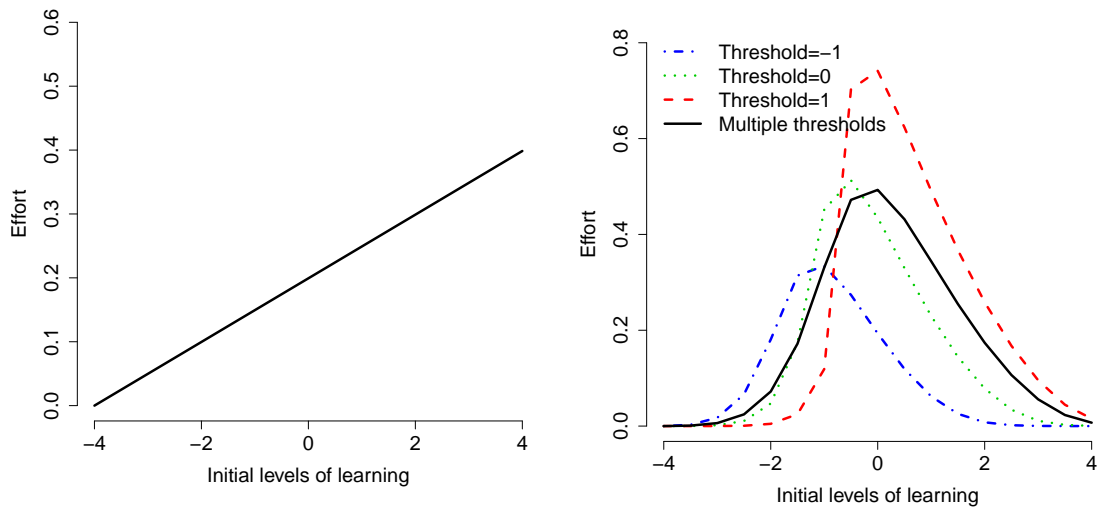 0.6
0.5
0.4
0.3
0.2
0.1
0.0
Effort
−4 −2 0 2 4
Initial levels of learning
Threshold=−1
Threshold=0
Threshold=1
Multiple thresholds
0.8
0.6
0.4
0.2
0.0
Effort
−4 −2 0 2 4
Initial levels of learning